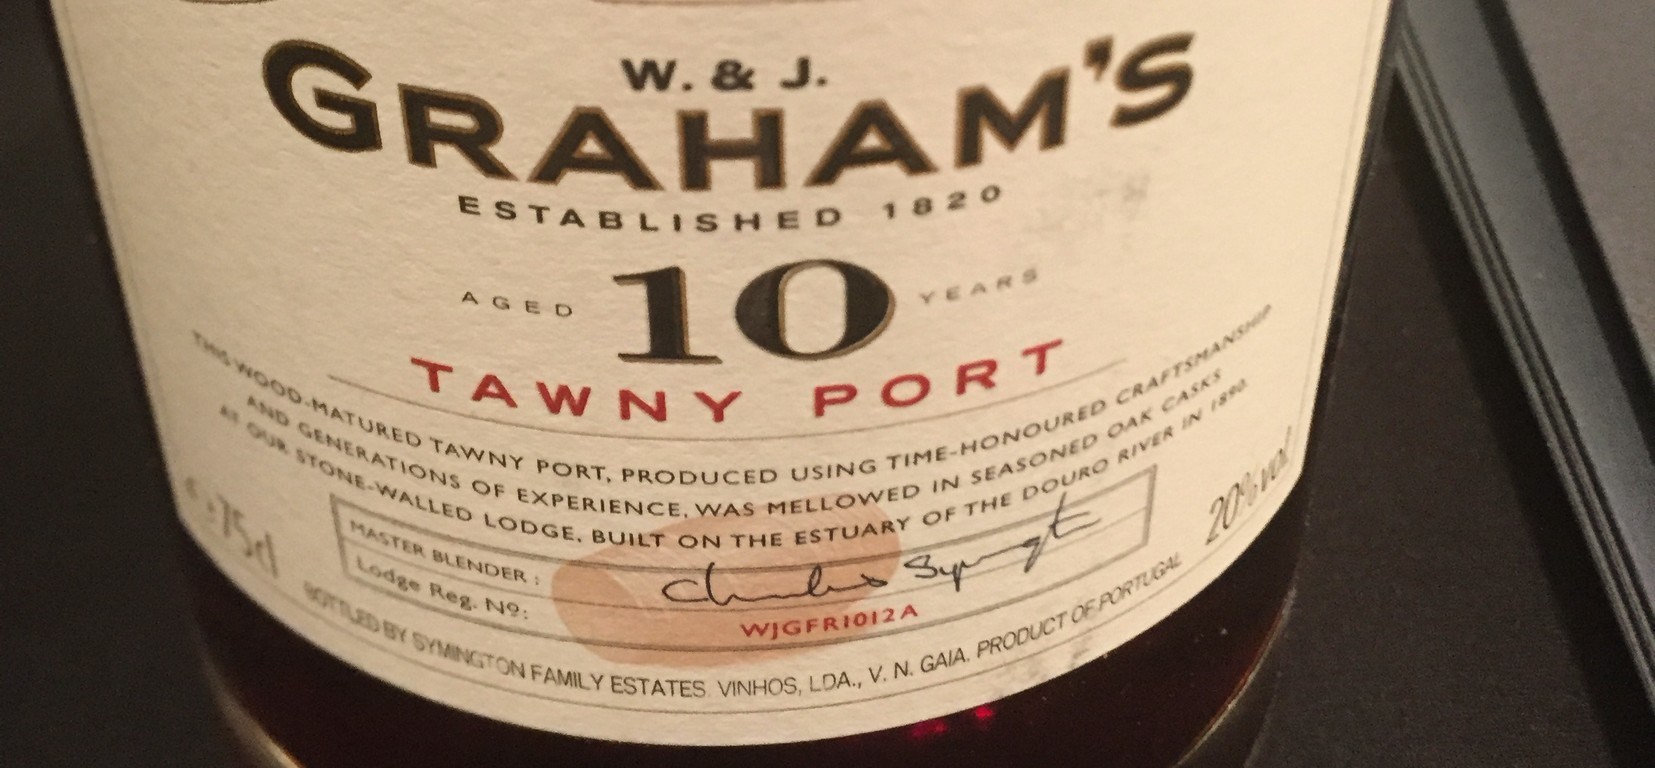 W. & J.
GRAHAM'S
ESTABLISHED 1820
AGED 10 YEARS
TAWNY PORT
THIS WOOD-MATURED TAWNY PORT, PRODUCED USING TIME-HONOURED CRAFTSMANSHIP
AND GENERATIONS OF EXPERIENCE, WAS MELLOWED IN SEASONED OAK CASKS
AT OUR STONE-WALLED LODGE, BUILT ON THE ESTUARY OF THE DOURO RIVER IN 1890.
MASTER BLENDER: Charles Symington
Lodge Reg. Nº: WJGFR1012A
75cl
20% vol
BOTTLED BY SYMINGTON FAMILY ESTATES, VINHOS, LDA., V. N. GAIA. PRODUCT OF PORTUGAL